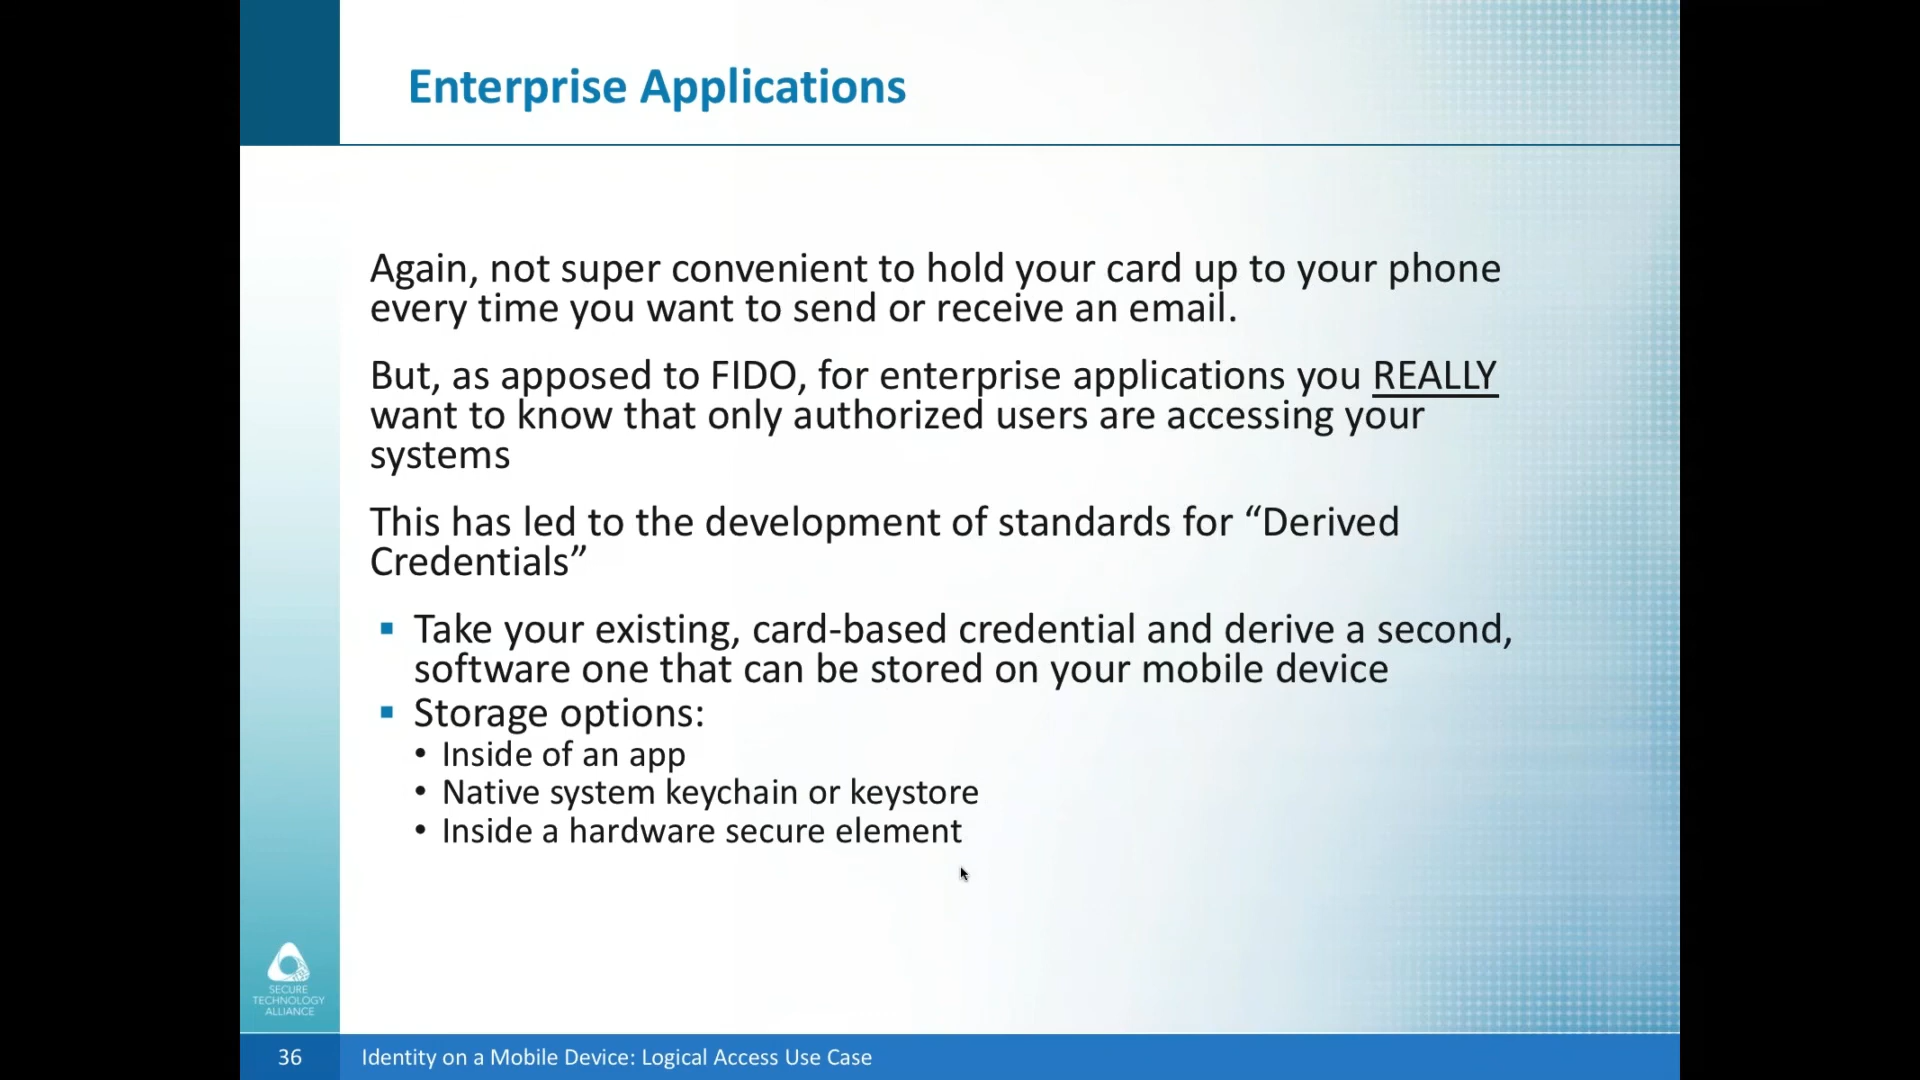 Enterprise Applications
Again, not super convenient to hold your card up to your phone
every time you want to send or receive an email.
But, as apposed to FIDO, for enterprise applications you REALLY
want to know that only authorized users are accessing your
systems
This has led to the development of standards for “Derived
Credentials”
▪ Take your existing, card-based credential and derive a second,
software one that can be stored on your mobile device
▪ Storage options:
• Inside of an app
• Native system keychain or keystore
• Inside a hardware secure element
SECURE
TECHNOLOGY
ALLIANCE
36 Identity on a Mobile Device: Logical Access Use Case